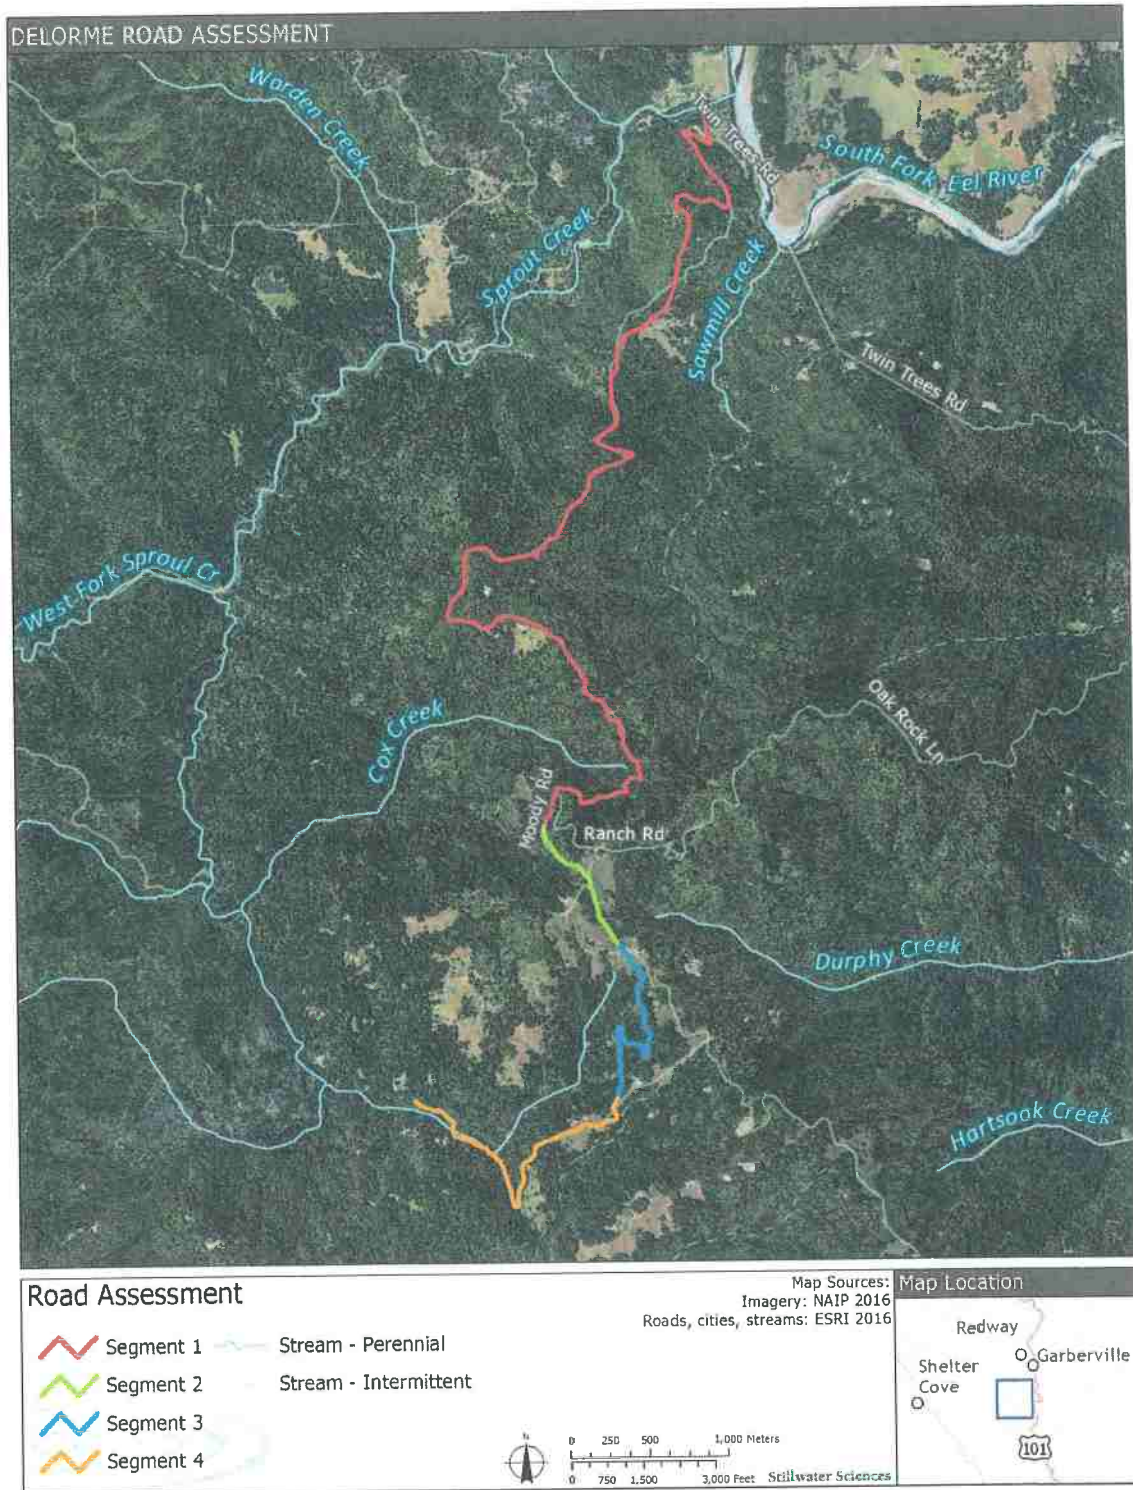 DELORME ROAD ASSESSMENT
Warden Creek
Twin Trees Rd
South Fork Eel River
Sprout Creek
Sawmill Creek
Twin Trees Rd
West Fork Sproul Cr
Oak Rock Ln
Cox Creek
Moody Rd
Ranch Rd
Durphy Creek
Hartsook Creek
Road Assessment
Segment 1
Segment 2
Segment 3
Segment 4
Stream - Perennial
Stream - Intermittent
Map Sources:
Imagery: NAIP 2016
Roads, cities, streams: ESRI 2016
N
0 250 500 1,000 Meters
0 750 1,500 3,000 Feet
Stillwater Sciences
Map Location
Redway
Garberville
Shelter
Cove
101